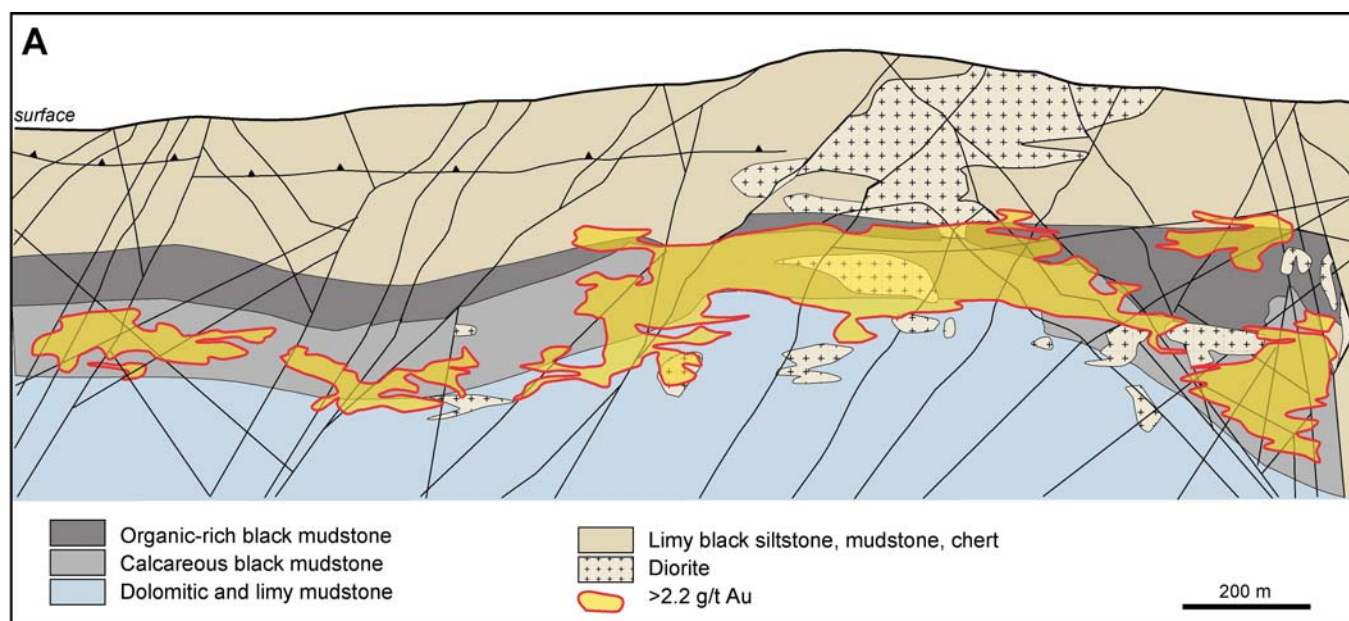 A
surface
Organic-rich black mudstone
Calcareous black mudstone
Dolomitic and limy mudstone
Limy black siltstone, mudstone, chert
Diorite
>2.2 g/t Au
200 m